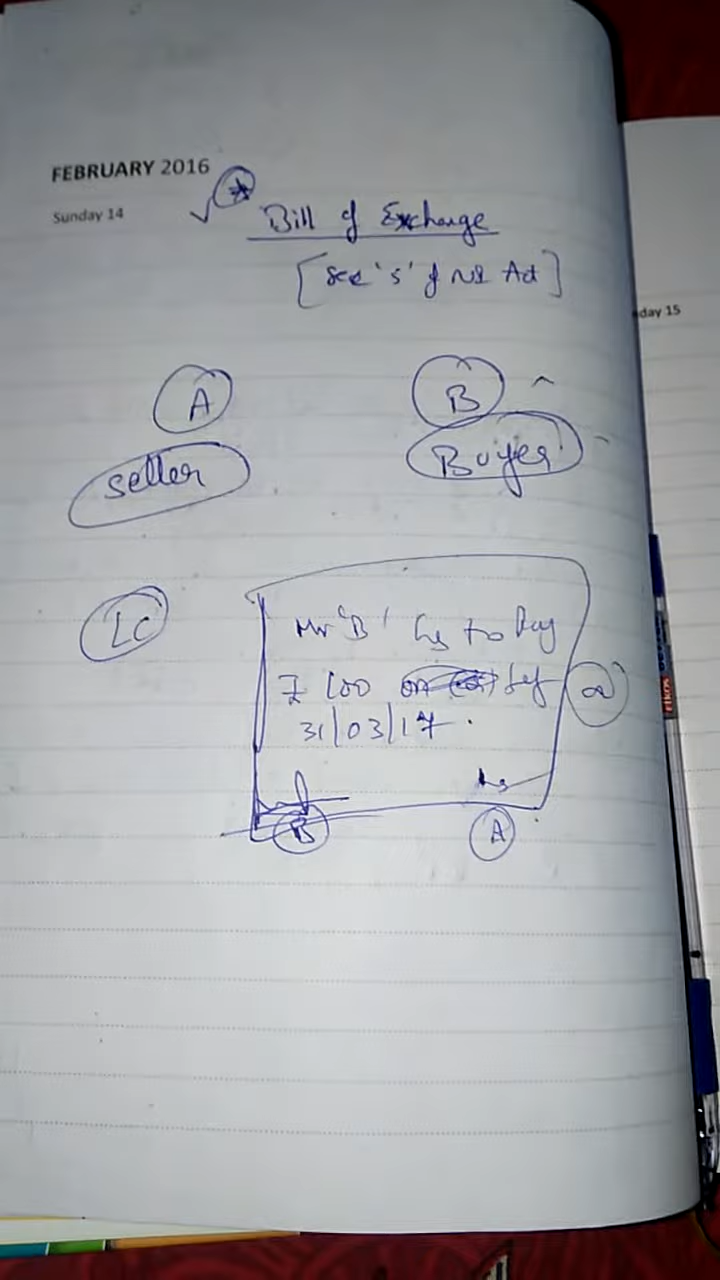 FEBRUARY 2016
Sunday 14
Bill of Exchange
[Sec '5' of NI Act]
day 15
A
B
seller
Buyer
LC
Mr 'B' has to Pay
₹ 100 on
31/03/17.
B
A